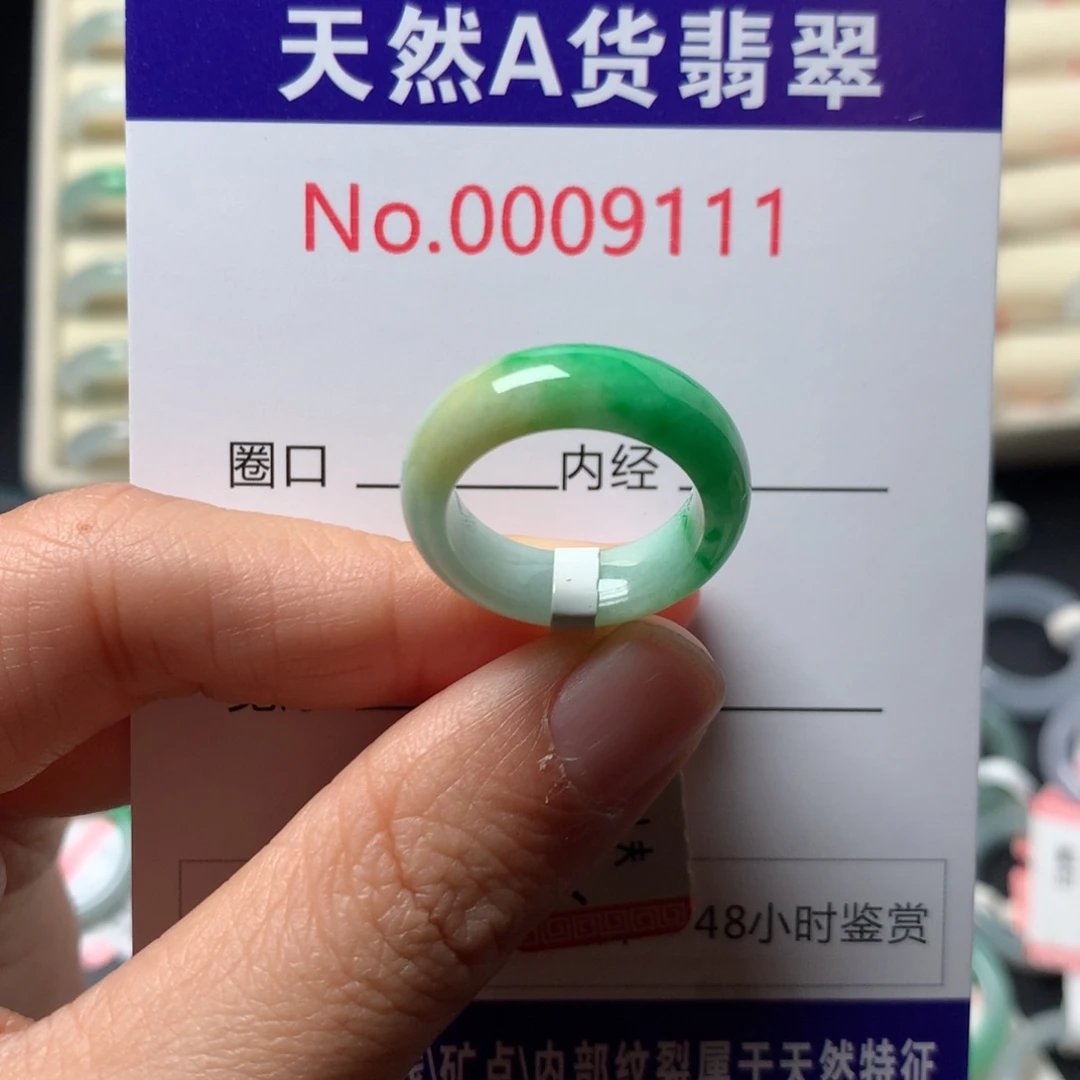 天然A货翡翠
No.0009111
圈口
内经
48小时鉴赏
\矿点\内部纹裂属于天然特征